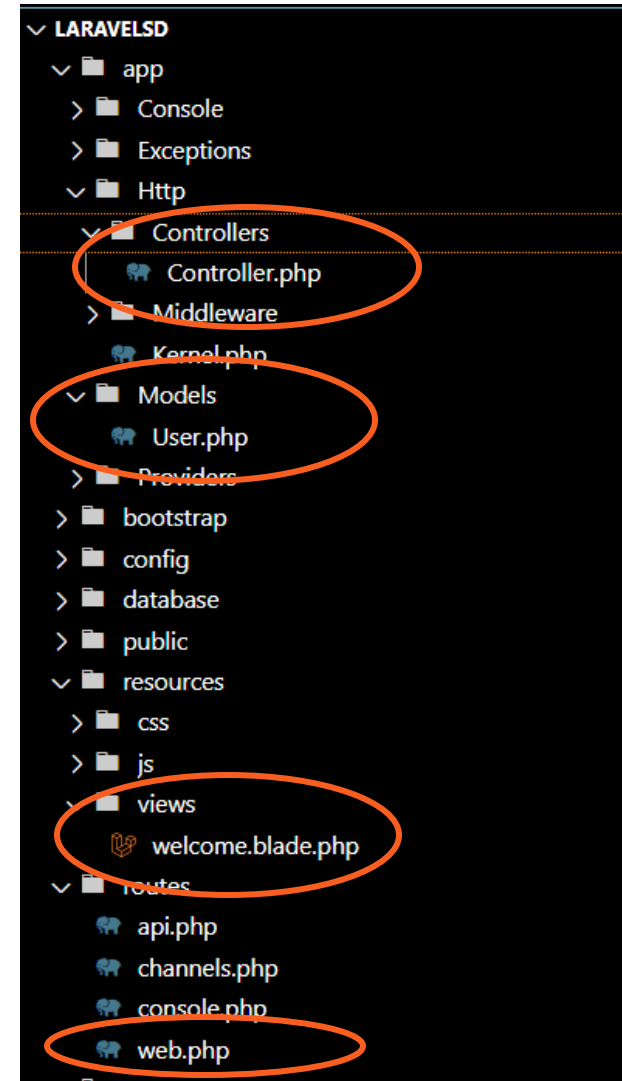 LARAVELSD
app
Console
Exceptions
Http
Controllers
Controller.php
Middleware
Kernel.php
Models
User.php
Providers
bootstrap
config
database
public
resources
css
js
views
welcome.blade.php
routes
api.php
channels.php
console.php
web.php